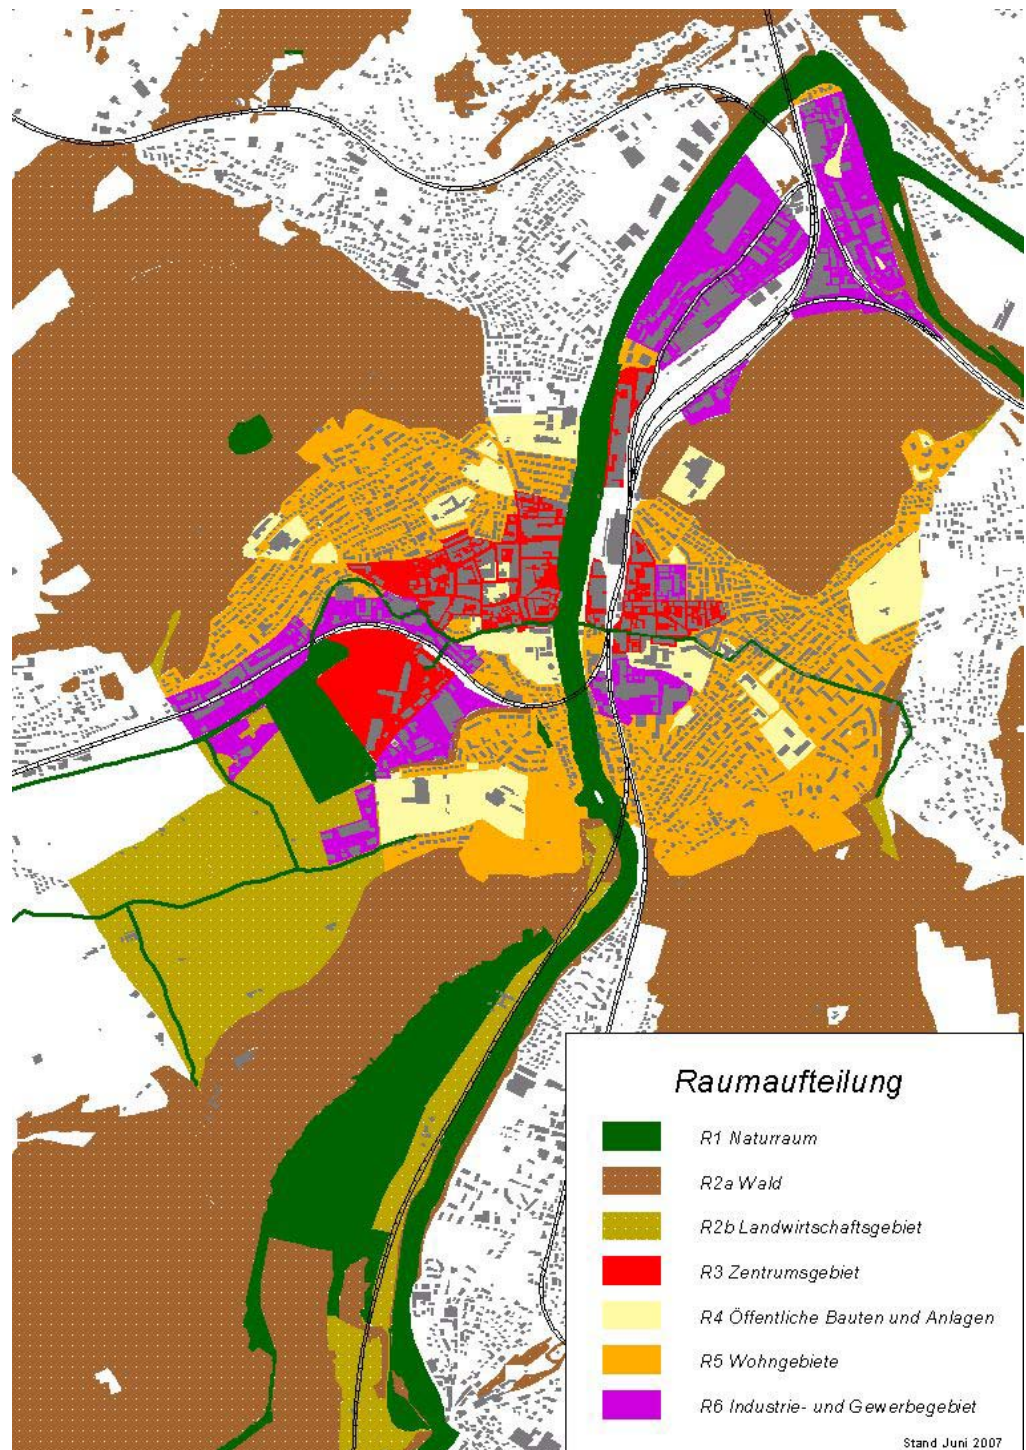 Raumaufteilung
R1 Naturraum
R2a Wald
R2b Landwirtschaftsgebiet
R3 Zentrumsgebiet
R4 Öffentliche Bauten und Anlagen
R5 Wohngebiete
R6 Industrie- und Gewerbegebiet
Stand Juni 2007